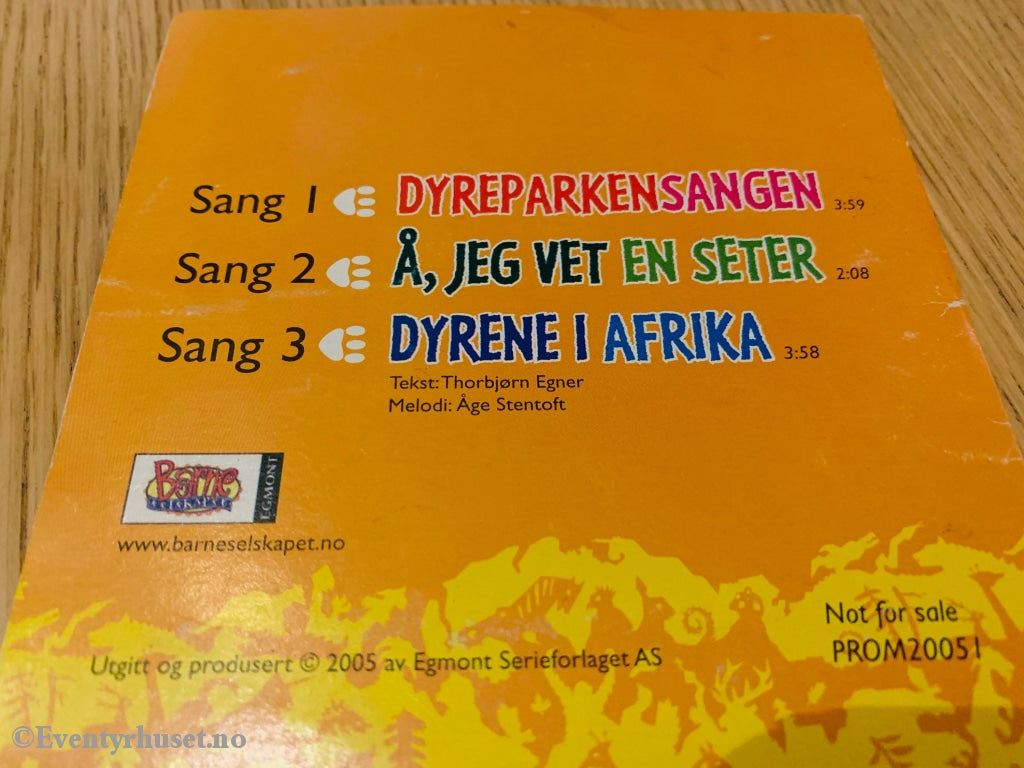 Sang 1 DYREPARKENSANGEN 3:59
Sang 2 Å, JEG VET EN SETER 2:08
Sang 3 DYRENE I AFRIKA 3:58
Tekst: Thorbjørn Egner
Melodi: Åge Stentoft
Barne
SELSKAPET
EGMONT
www.barneselskapet.no
Not for sale
PROM20051
Utgitt og produsert © 2005 av Egmont Serieforlaget AS
©Eventyrhuset.no